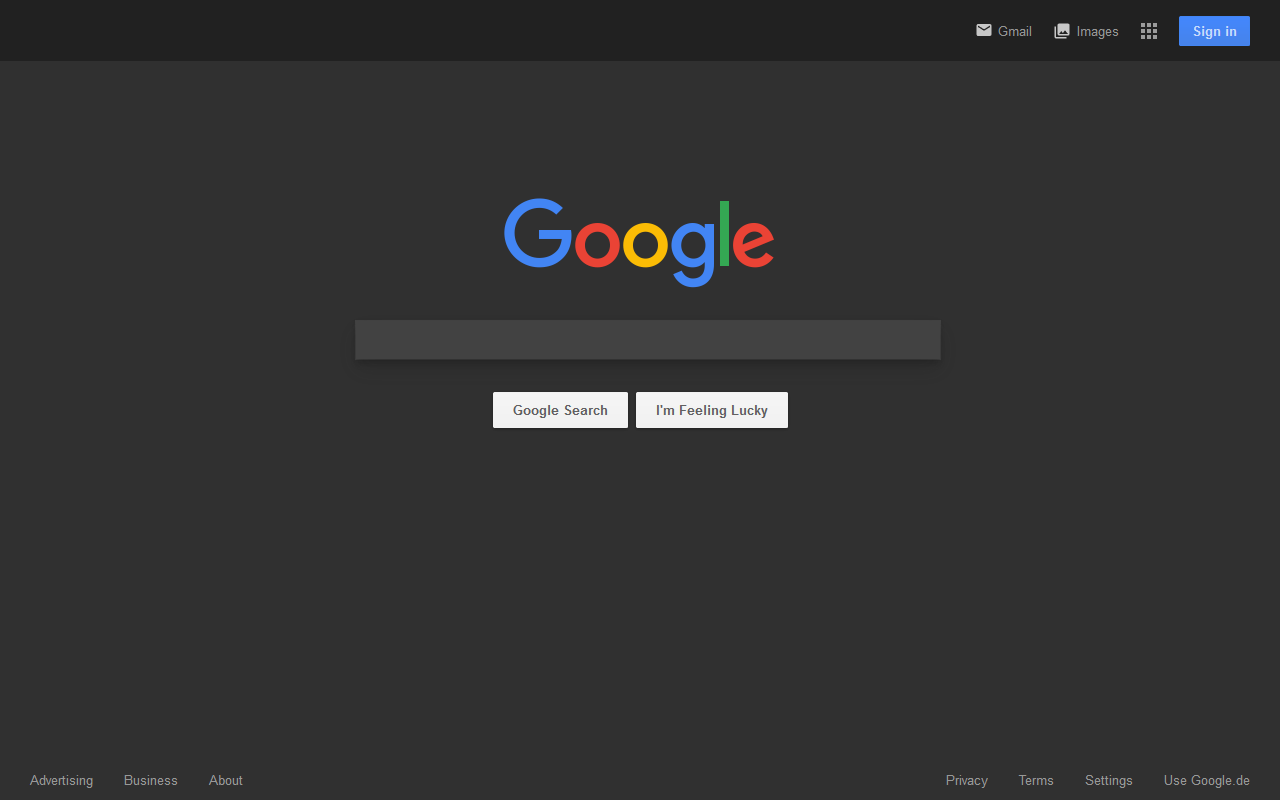 Gmail Images Sign in
Google
Google Search I'm Feeling Lucky
Advertising Business About Privacy Terms Settings Use Google.de